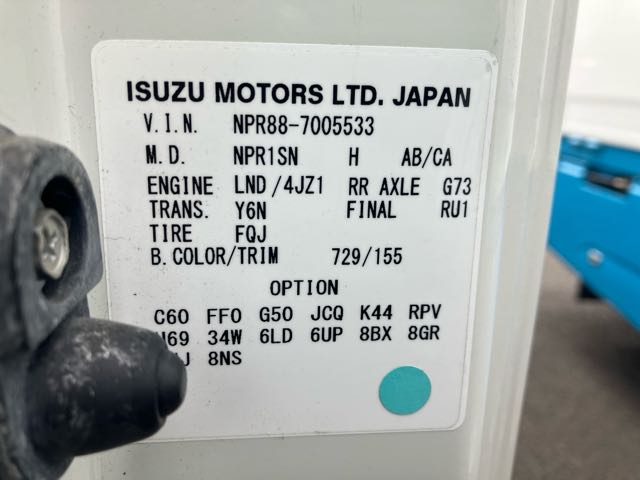 ISUZU MOTORS LTD. JAPAN
V.I.N. NPR88-7005533
M.D. NPR1SN H AB/CA
ENGINE LND/4JZ1 RR AXLE G73
TRANS. Y6N FINAL RU1
TIRE FQJ
B.COLOR/TRIM 729/155
OPTION
C60 FF0 G50 JCQ K44 RPV
34W 6LD 6UP 8BX 8GR
8NS